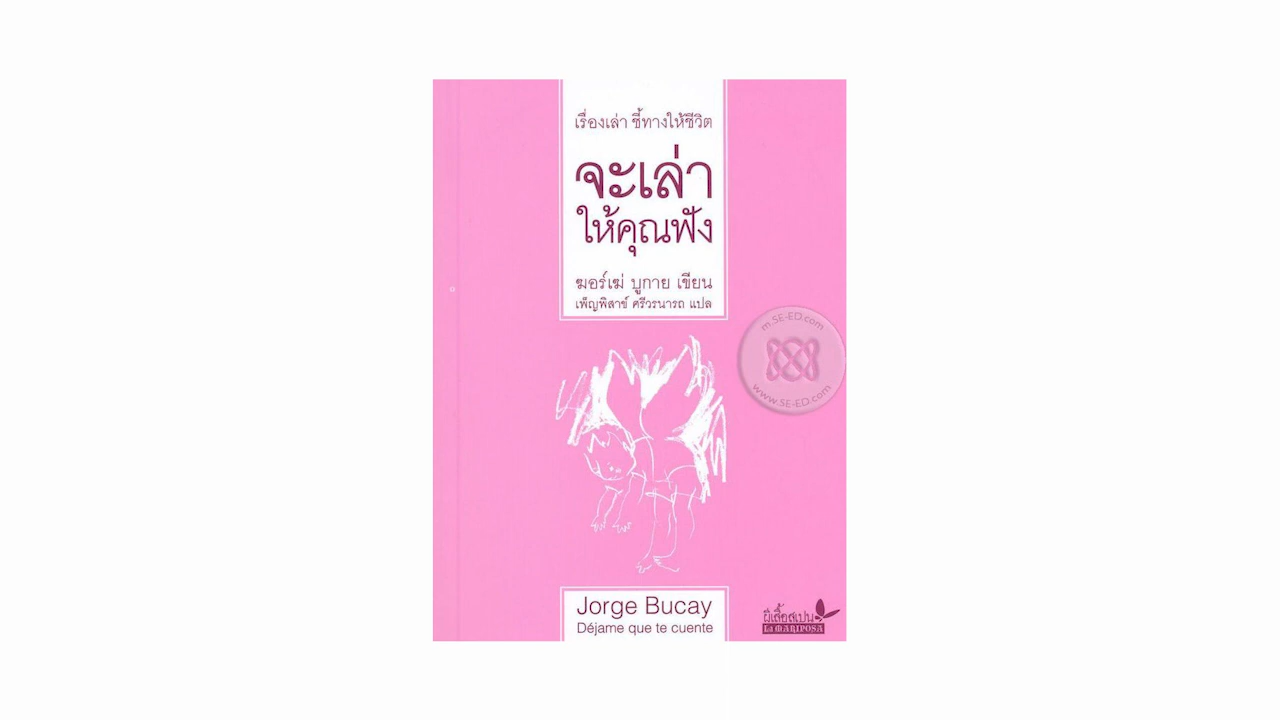 เรื่องเล่า ชี้ทางให้ชีวิต
จะเล่า
ให้คุณฟัง
ฆอร์เฆ่ บูกาย เขียน
เพ็ญพิสาข์ ศรีวรนารถ แปล
m.SE-ED.com
www.SE-ED.com
Jorge Bucay
Déjame que te cuente
ผีเสื้อสเปน
La MARIPOSA